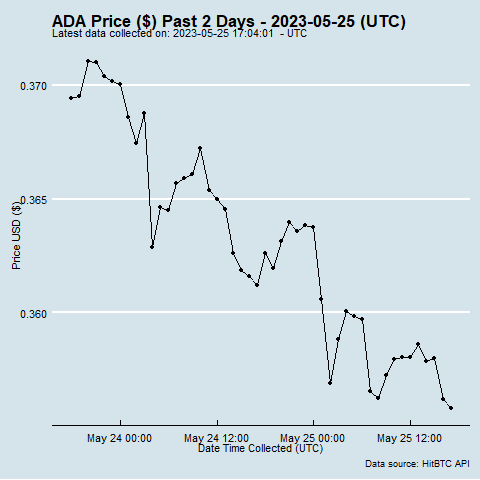 ADA Price ($) Past 2 Days - 2023-05-25 (UTC)
Latest data collected on: 2023-05-25 17:04:01  - UTC
0.370
0.365
0.360
Price USD ($)
May 24 00:00 May 24 12:00 May 25 00:00 May 25 12:00
Date Time Collected (UTC)
Data source: HitBTC API